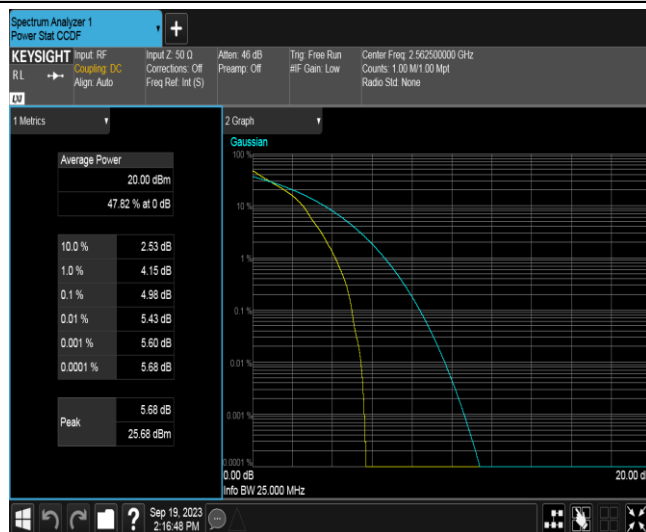 Spectrum Analyzer 1
Power Stat CCDF
KEYSIGHT
RL
Input: RF
Coupling: DC
Align: Auto
Input Z: 50 Ω
Corrections: Off
Freq Ref: Int (S)
Atten: 46 dB
Preamp: Off
Trig: Free Run
#IF Gain: Low
Center Freq: 2.562500000 GHz
Counts: 1.00 M/1.00 Mpt
Radio Std: None
1 Metrics
Average Power
20.00 dBm
47.82 % at 0 dB
10.0 % 2.53 dB
1.0 % 4.15 dB
0.1 % 4.98 dB
0.01 % 5.43 dB
0.001 % 5.60 dB
0.0001 % 5.68 dB
Peak
5.68 dB
25.68 dBm
2 Graph
Gaussian
100 %
10 %
1 %
0.1 %
0.01 %
0.001 %
0.0001 %
0.00 dB
20.00 d
Info BW 25.000 MHz
Sep 19, 2023
2:16:48 PM